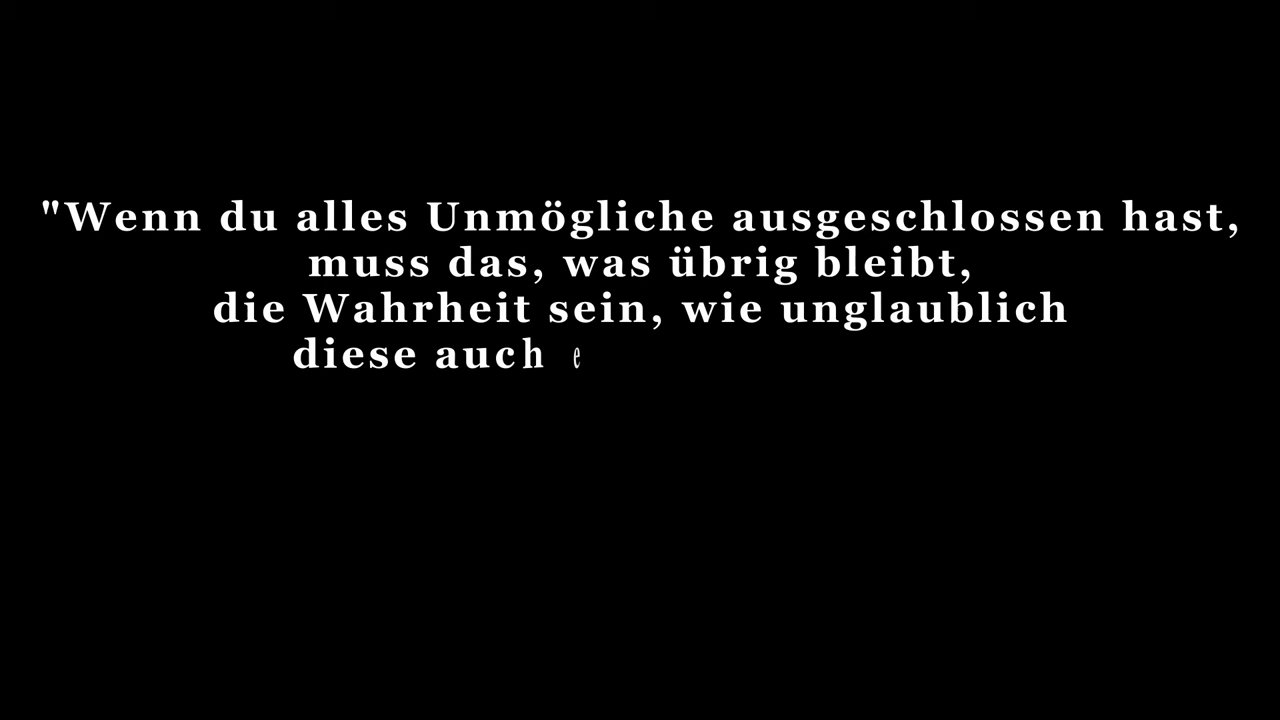 "Wenn du alles Unmögliche ausgeschlossen hast,
muss das, was übrig bleibt,
die Wahrheit sein, wie unglaublich
diese auch e